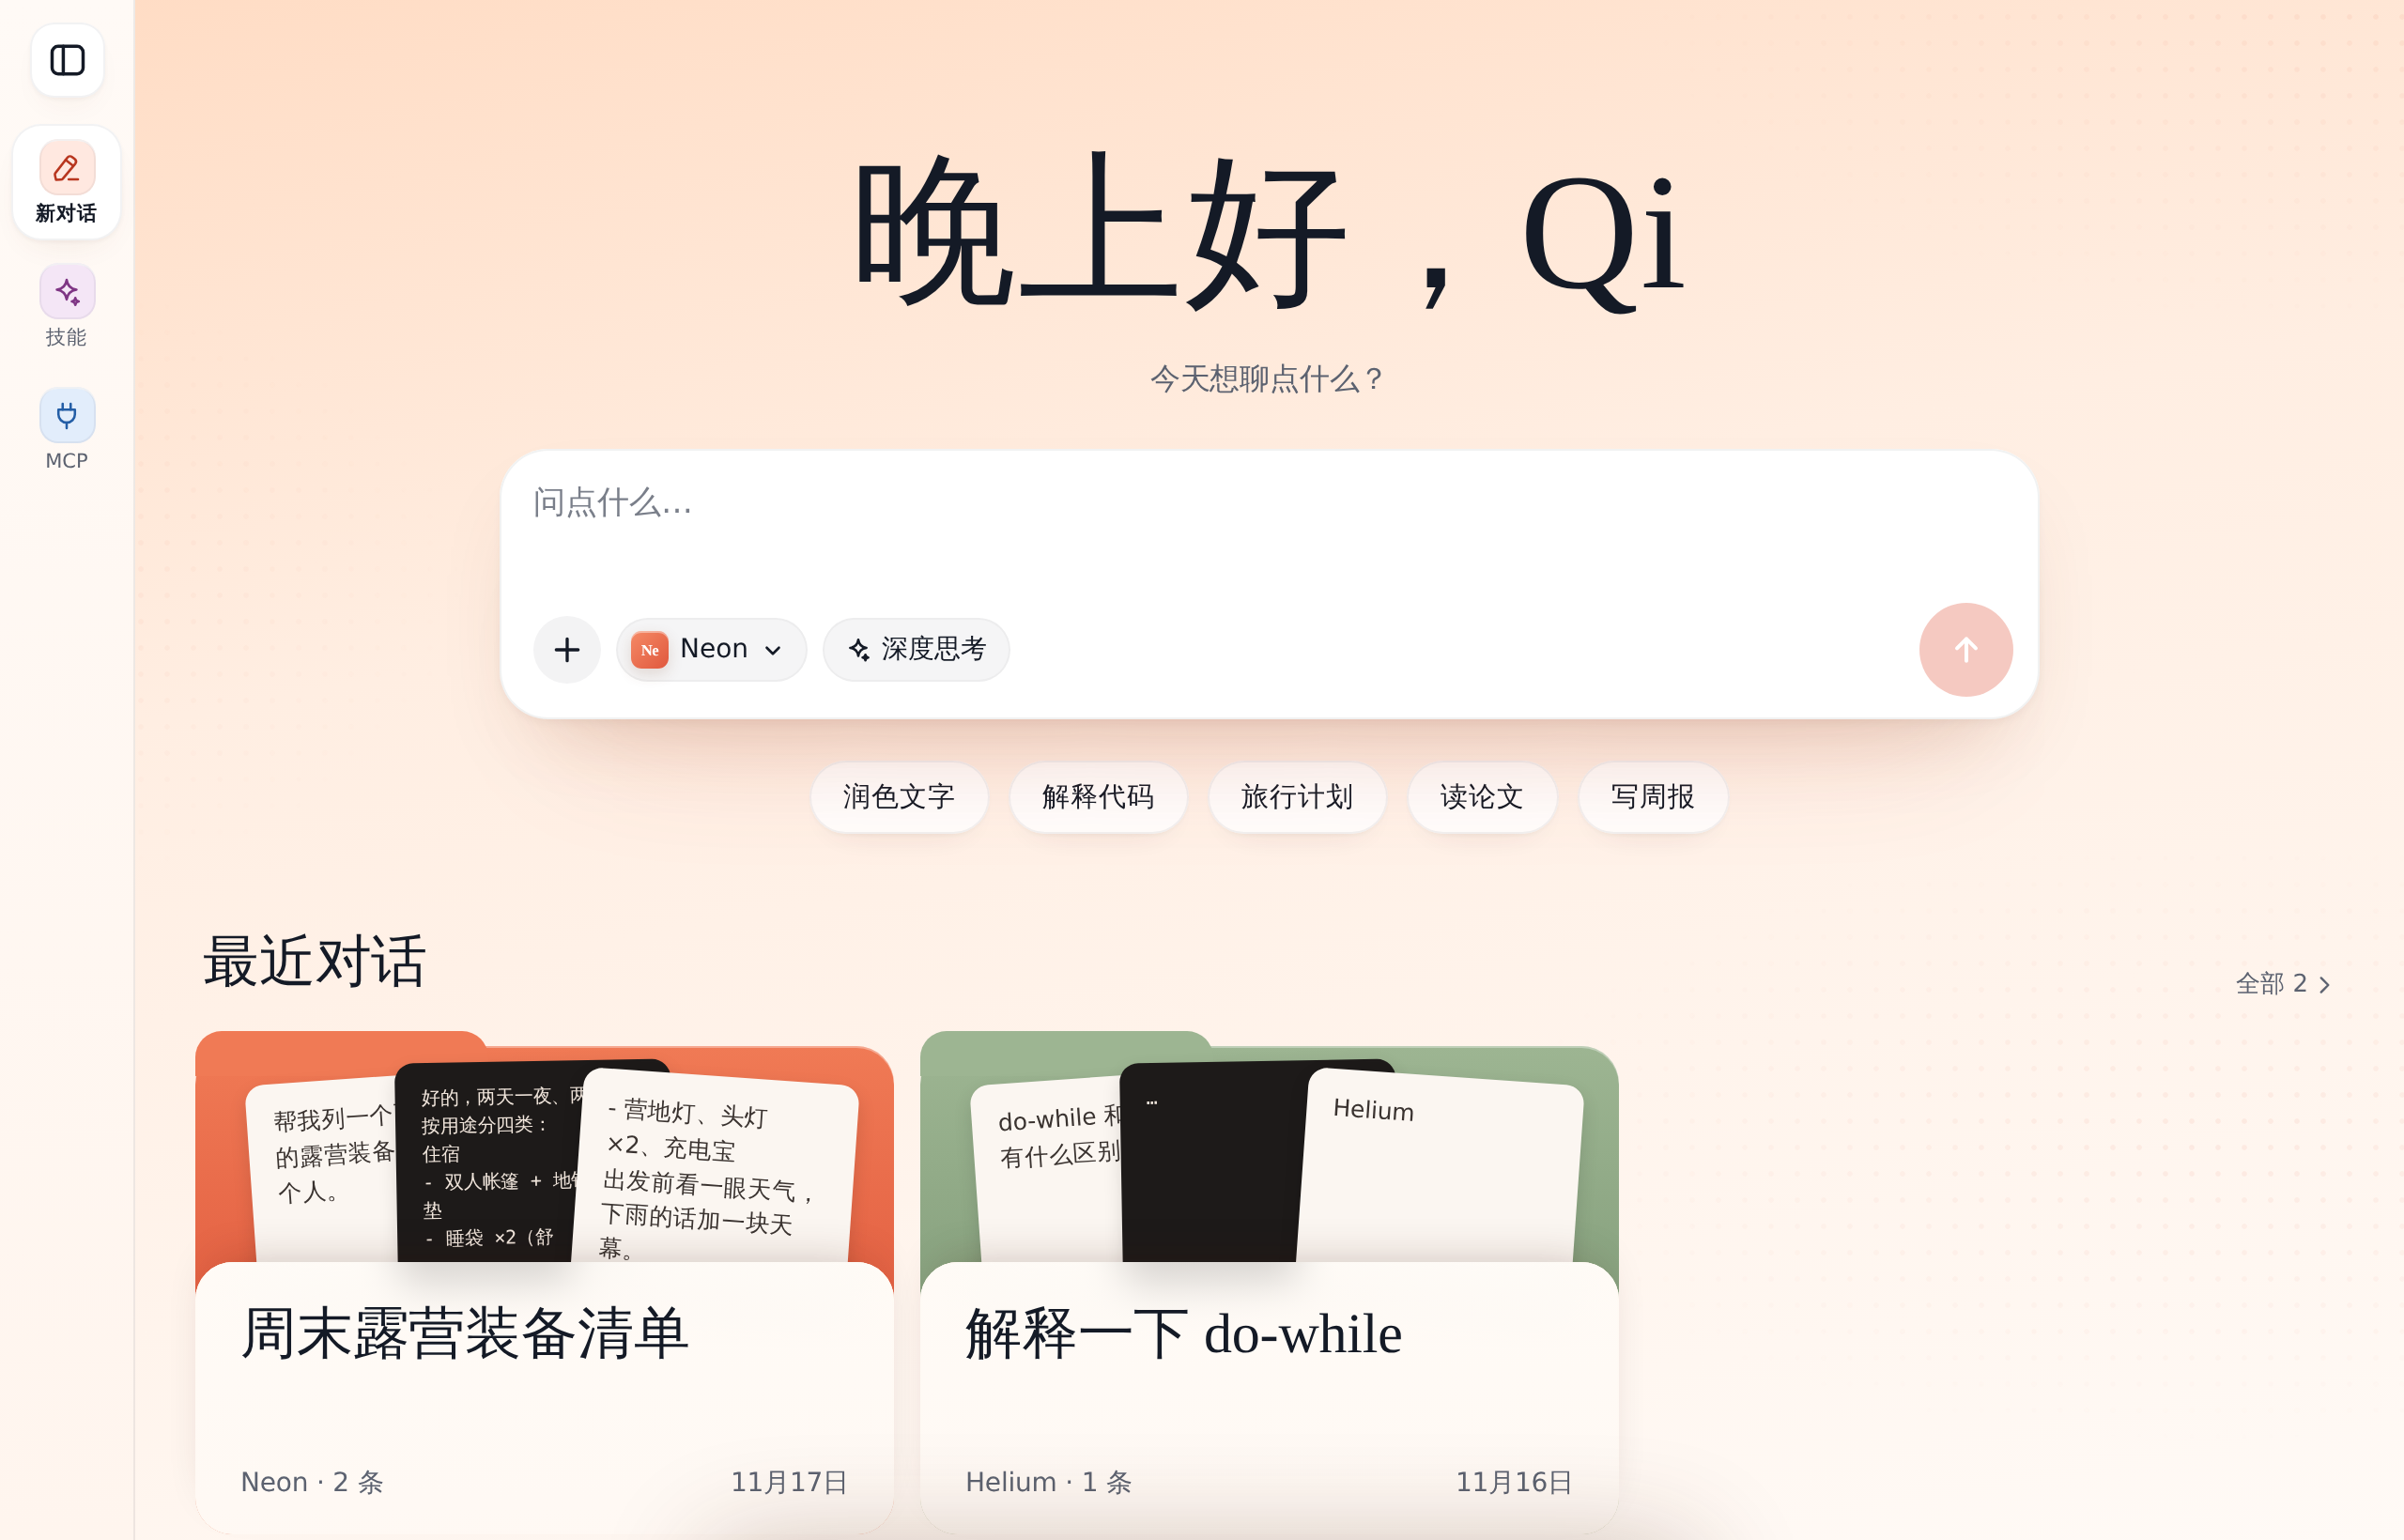 新对话
技能
MCP
晚上好，Qi
今天想聊点什么？
问点什么…
Ne
Neon
深度思考
润色文字
解释代码
旅行计划
读论文
写周报
最近对话
全部 2
帮我列一个
的露营装备
个人。
好的，两天一夜、两
按用途分四类：
住宿
- 双人帐篷 + 地
垫
- 睡袋 ×2（舒
- 营地灯、头灯
×2、充电宝
出发前看一眼天气，
下雨的话加一块天
幕。
周末露营装备清单
Neon · 2 条
11月17日
do-while 和
有什么区别
…
Helium
解释一下 do-while
Helium · 1 条
11月16日